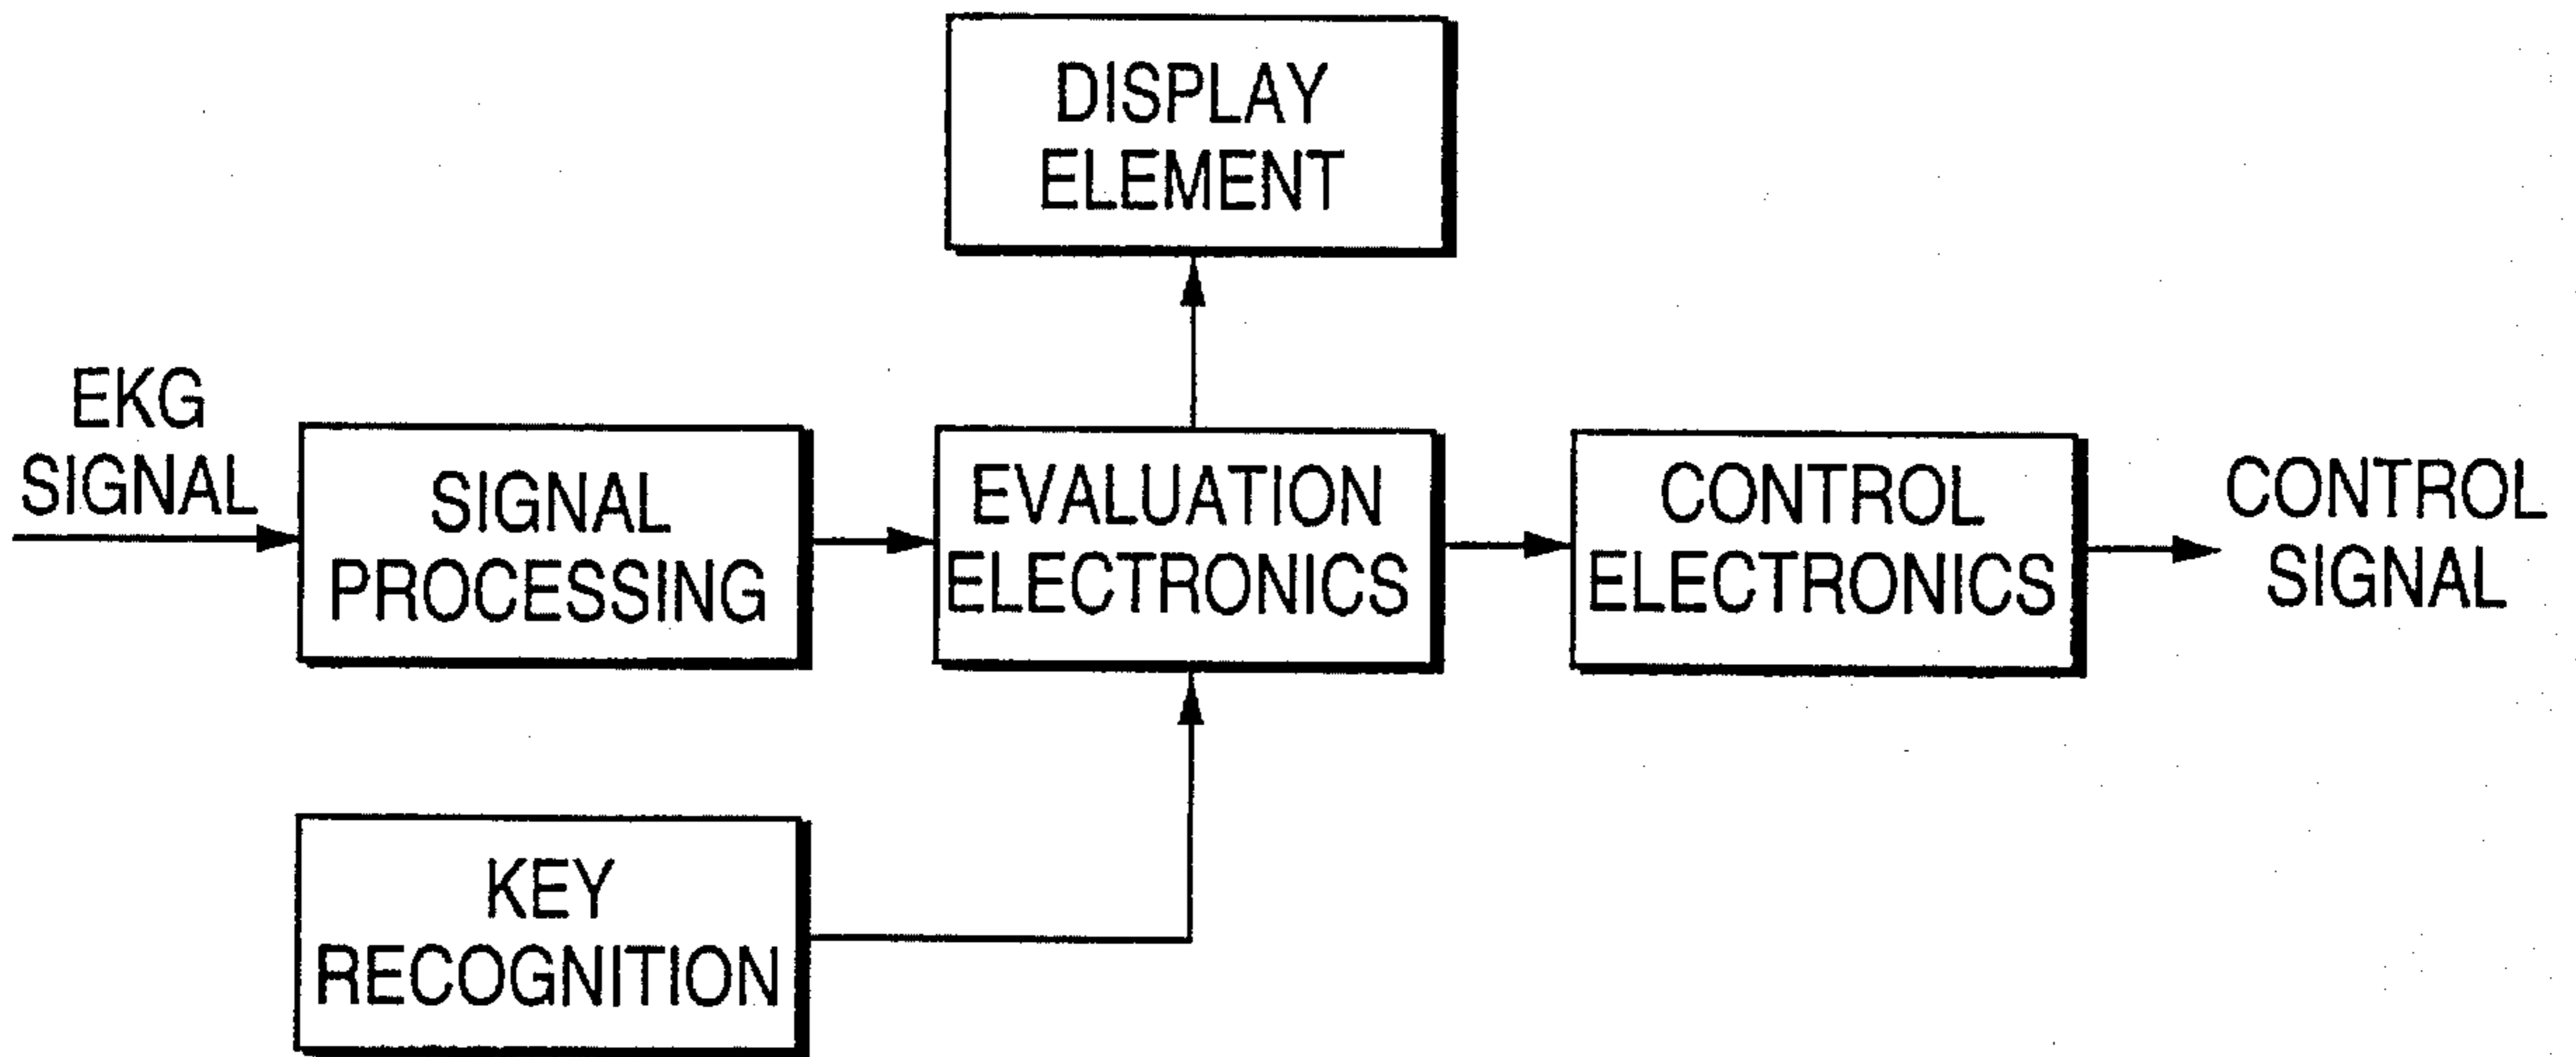 DISPLAY
ELEMENT
EKG
SIGNAL
SIGNAL
PROCESSING
EVALUATION
ELECTRONICS
CONTROL
ELECTRONICS
CONTROL
SIGNAL
KEY
RECOGNITION